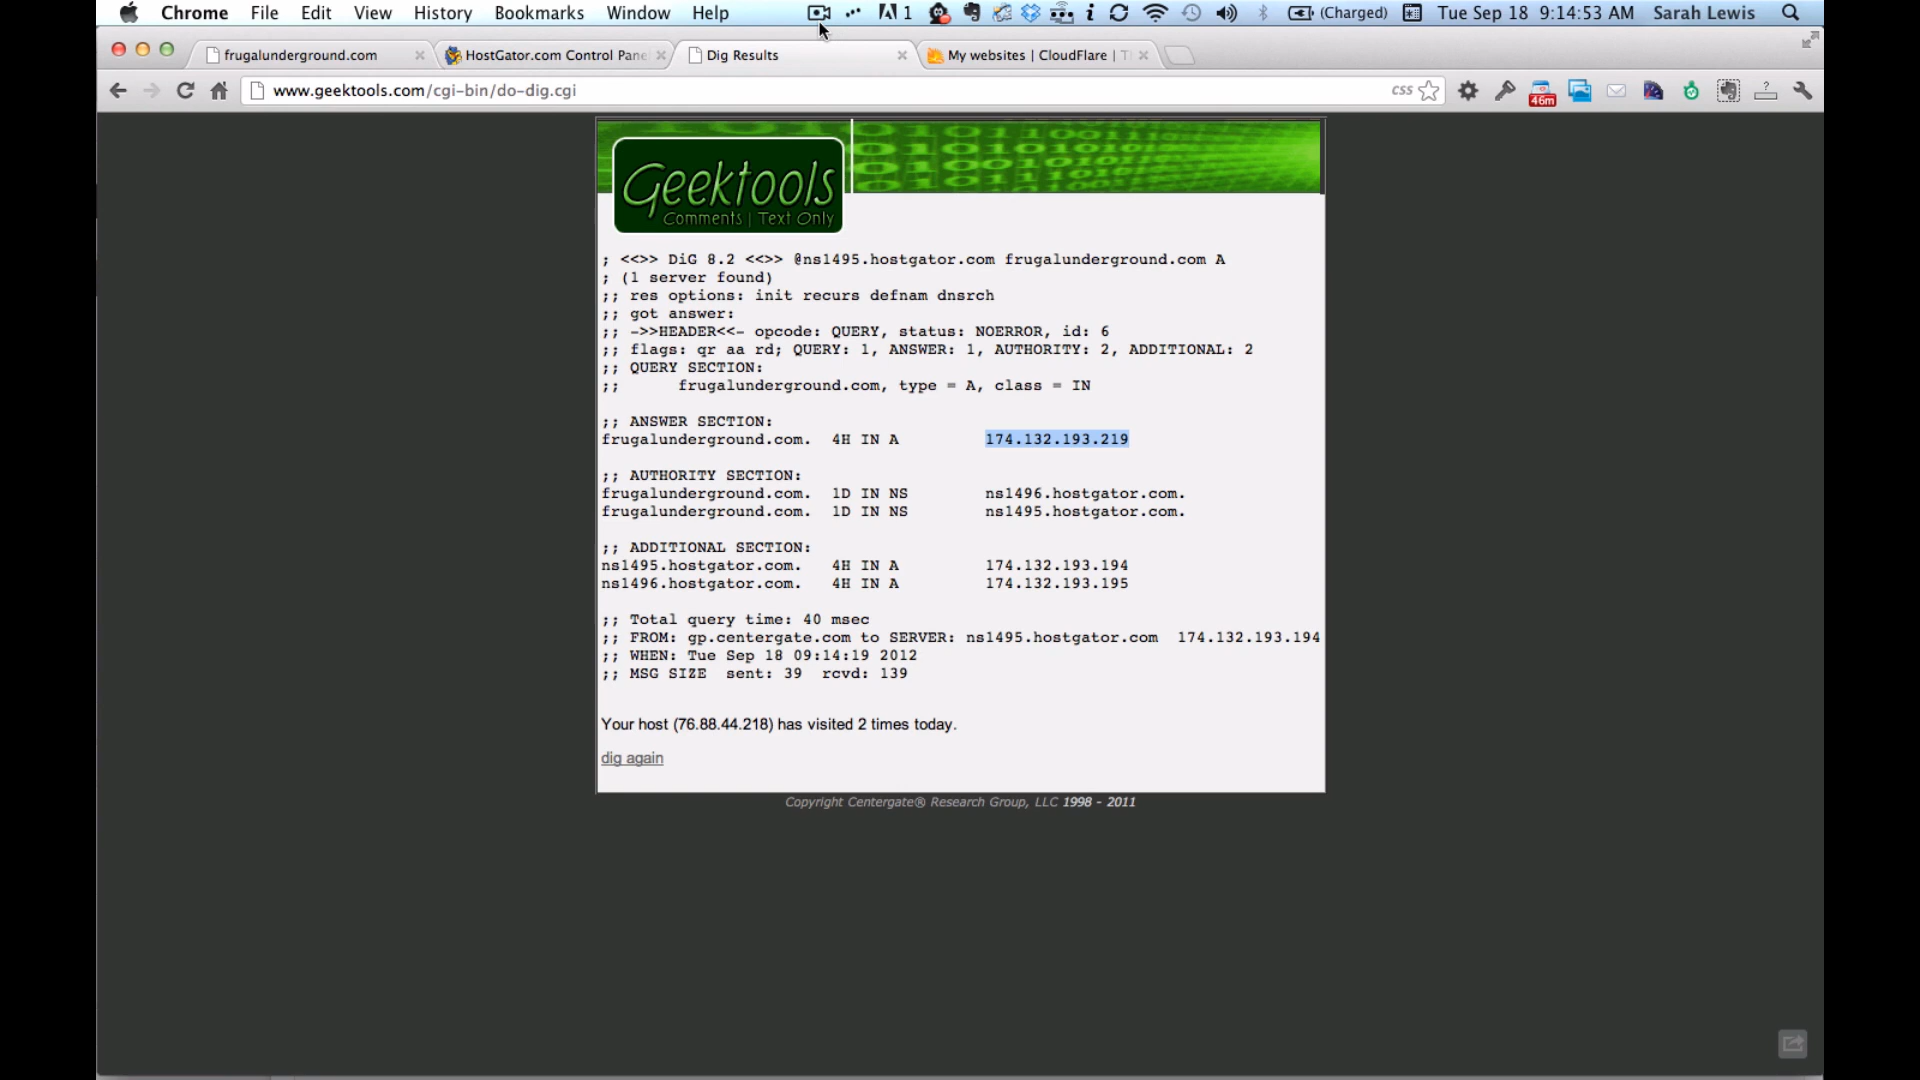 Chrome File Edit View History Bookmarks Window Help 1 (Charged) Tue Sep 18 9:14:53 AM Sarah Lewis
frugalunderground.com HostGator.com Control Pane Dig Results My websites | CloudFlare | T
www.geektools.com/cgi-bin/do-dig.cgi css 46m
Geektools
Comments | Text Only
; <<>> DiG 8.2 <<>> @ns1495.hostgator.com frugalunderground.com A
; (1 server found)
;; res options: init recurs defnam dnsrch
;; got answer:
;; ->>HEADER<<- opcode: QUERY, status: NOERROR, id: 6
;; flags: qr aa rd; QUERY: 1, ANSWER: 1, AUTHORITY: 2, ADDITIONAL: 2
;; QUERY SECTION:
;; frugalunderground.com, type = A, class = IN
;; ANSWER SECTION:
frugalunderground.com. 4H IN A 174.132.193.219
;; AUTHORITY SECTION:
frugalunderground.com. 1D IN NS ns1496.hostgator.com.
frugalunderground.com. 1D IN NS ns1495.hostgator.com.
;; ADDITIONAL SECTION:
ns1495.hostgator.com. 4H IN A 174.132.193.194
ns1496.hostgator.com. 4H IN A 174.132.193.195
;; Total query time: 40 msec
;; FROM: gp.centergate.com to SERVER: ns1495.hostgator.com 174.132.193.194
;; WHEN: Tue Sep 18 09:14:19 2012
;; MSG SIZE sent: 39 rcvd: 139
Your host (76.88.44.218) has visited 2 times today.
dig again
Copyright Centergate® Research Group, LLC 1998 - 2011